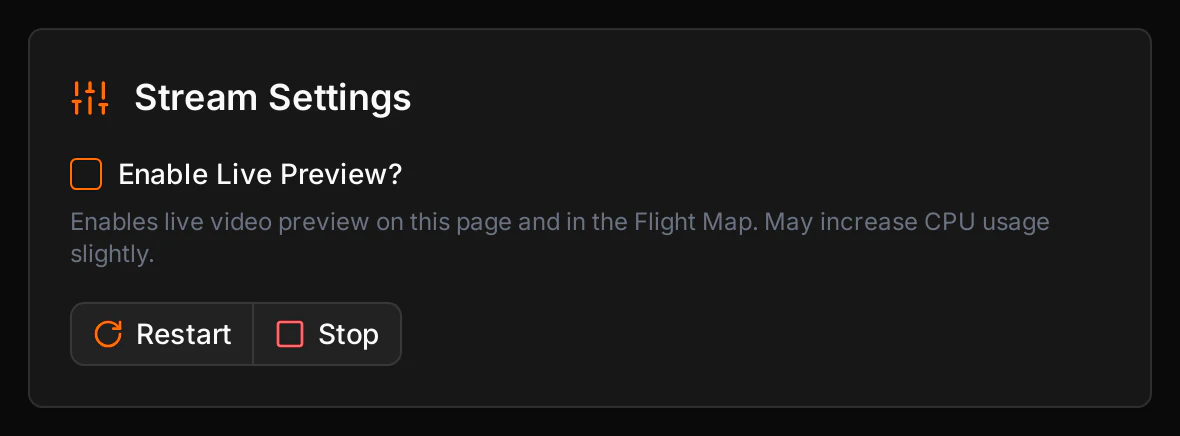 Stream Settings
Enable Live Preview?
Enables live video preview on this page and in the Flight Map. May increase CPU usage
slightly.
Restart Stop